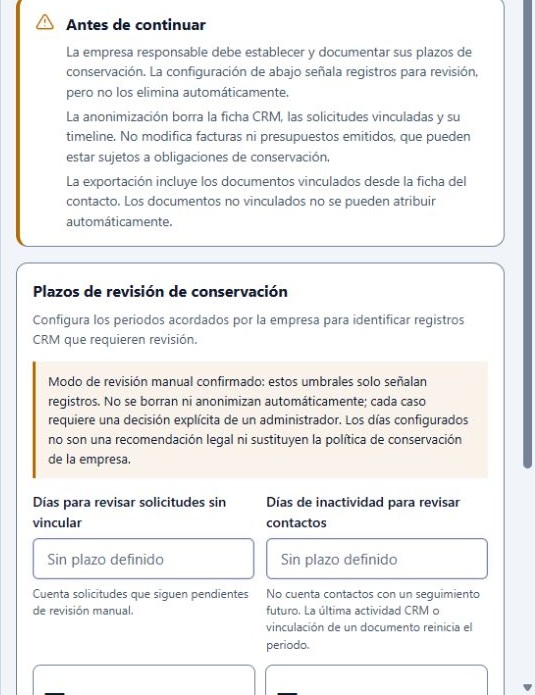 Antes de continuar
La empresa responsable debe establecer y documentar sus plazos de
conservación. La configuración de abajo señala registros para revisión,
pero no los elimina automáticamente.
La anonimización borra la ficha CRM, las solicitudes vinculadas y su
timeline. No modifica facturas ni presupuestos emitidos, que pueden
estar sujetos a obligaciones de conservación.
La exportación incluye los documentos vinculados desde la ficha del
contacto. Los documentos no vinculados no se pueden atribuir
automáticamente.
Plazos de revisión de conservación
Configura los periodos acordados por la empresa para identificar registros
CRM que requieren revisión.
Modo de revisión manual confirmado: estos umbrales solo señalan
registros. No se borran ni anonimizan automáticamente; cada caso
requiere una decisión explícita de un administrador. Los días configurados
no son una recomendación legal ni sustituyen la política de conservación
de la empresa.
Días para revisar solicitudes sin
vincular
Sin plazo definido
Cuenta solicitudes que siguen pendientes
de revisión manual.
Días de inactividad para revisar
contactos
Sin plazo definido
No cuenta contactos con un seguimiento
futuro. La última actividad CRM o
vinculación de un documento reinicia el
periodo.